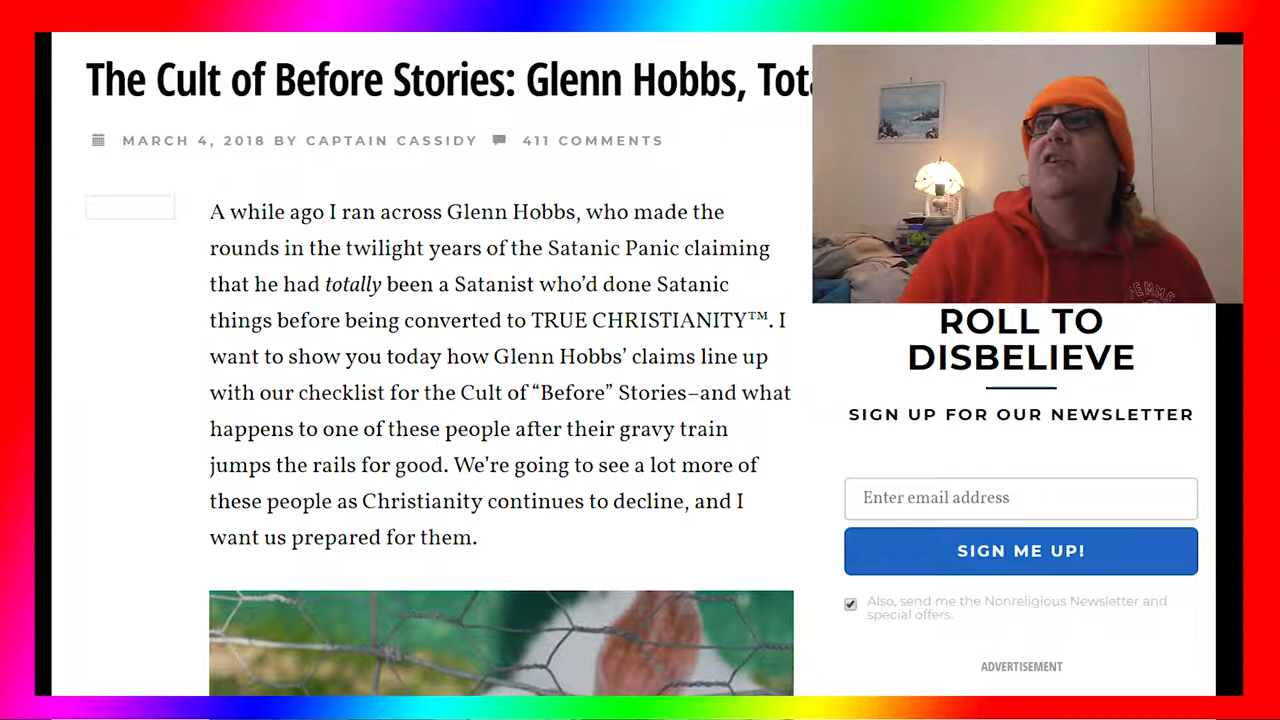 The Cult of Before Stories: Glenn Hobbs,
MARCH 4, 2018 BY CAPTAIN CASSIDY 411 COMMENTS
A while ago I ran across Glenn Hobbs, who made the
rounds in the twilight years of the Satanic Panic claiming
that he had totally been a Satanist who’d done Satanic
things before being converted to TRUE CHRISTIANITY™. I
want to show you today how Glenn Hobbs’ claims line up
with our checklist for the Cult of “Before” Stories–and what
happens to one of these people after their gravy train
jumps the rails for good. We’re going to see a lot more of
these people as Christianity continues to decline, and I
want us prepared for them.
FEMME
ROLL TO
DISBELIEVE
SIGN UP FOR OUR NEWSLETTER
Enter email address
SIGN ME UP!
Also, send me the Nonreligious Newsletter and
special offers.
ADVERTISEMENT